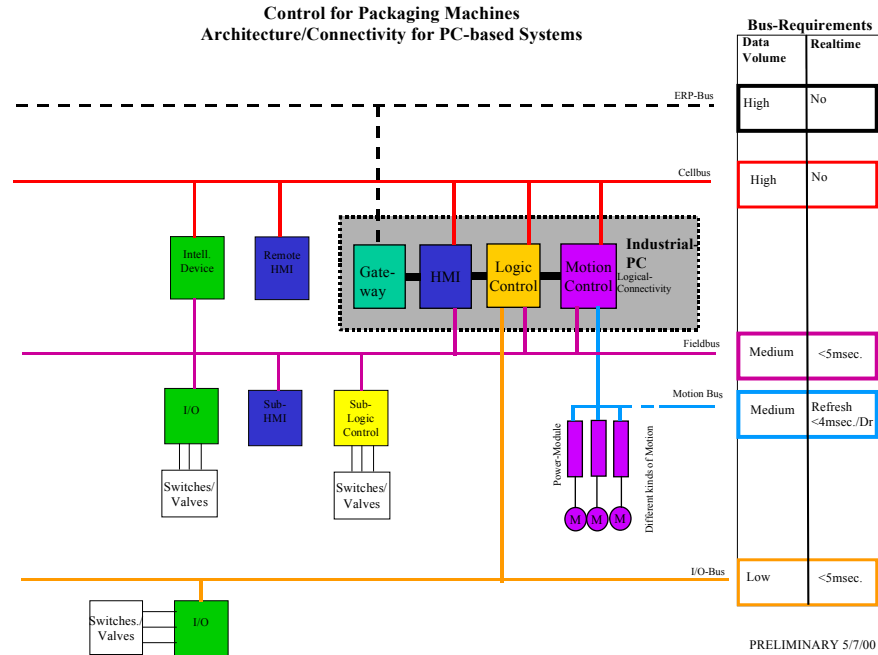 Control for Packaging Machines
Architecture/Connectivity for PC-based Systems
Bus-Requirements
Data
Volume
Realtime
ERP-Bus
High
No
Cellbus
High
No
Intell.
Device
Remote
HMI
Gate-
way
HMI
Logic
Control
Motion
Control
Industrial-
PC
Logical-
Connectivity
Fieldbus
Medium
<5msec.
I/O
Sub-
HMI
Sub-
Logic
Control
Motion Bus
Medium
Refresh
<4msec./Dr
Switches/
Valves
Switches/
Valves
Power-Module
Different kinds of Motion
M
M
M
I/O-Bus
Low
<5msec.
Switches./
Valves
I/O
PRELIMINARY 5/7/00